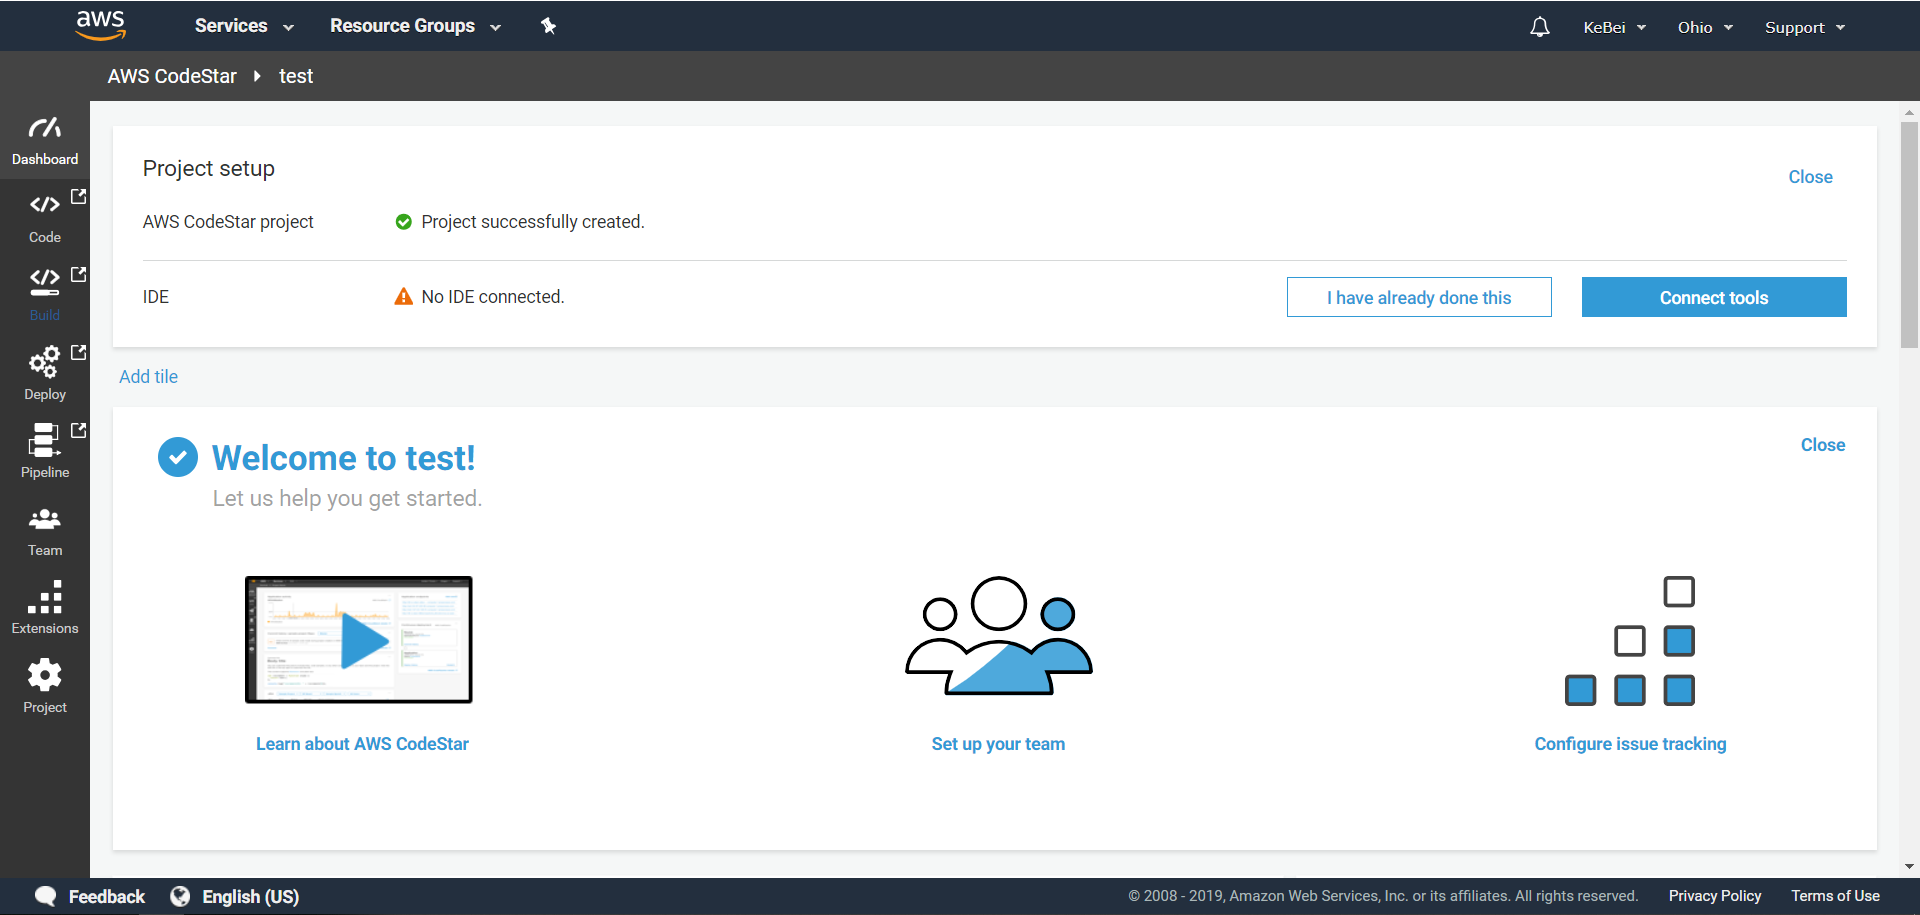 aws Services Resource Groups KeBei Ohio Support
AWS CodeStar test
Dashboard
Code
Build
Deploy
Pipeline
Team
Extensions
Project
Project setup
Close
AWS CodeStar project Project successfully created.
IDE No IDE connected. I have already done this Connect tools
Add tile
Welcome to test!
Close
Let us help you get started.
Learn about AWS CodeStar Set up your team Configure issue tracking
Feedback English (US) © 2008 - 2019, Amazon Web Services, Inc. or its affiliates. All rights reserved. Privacy Policy Terms of Use